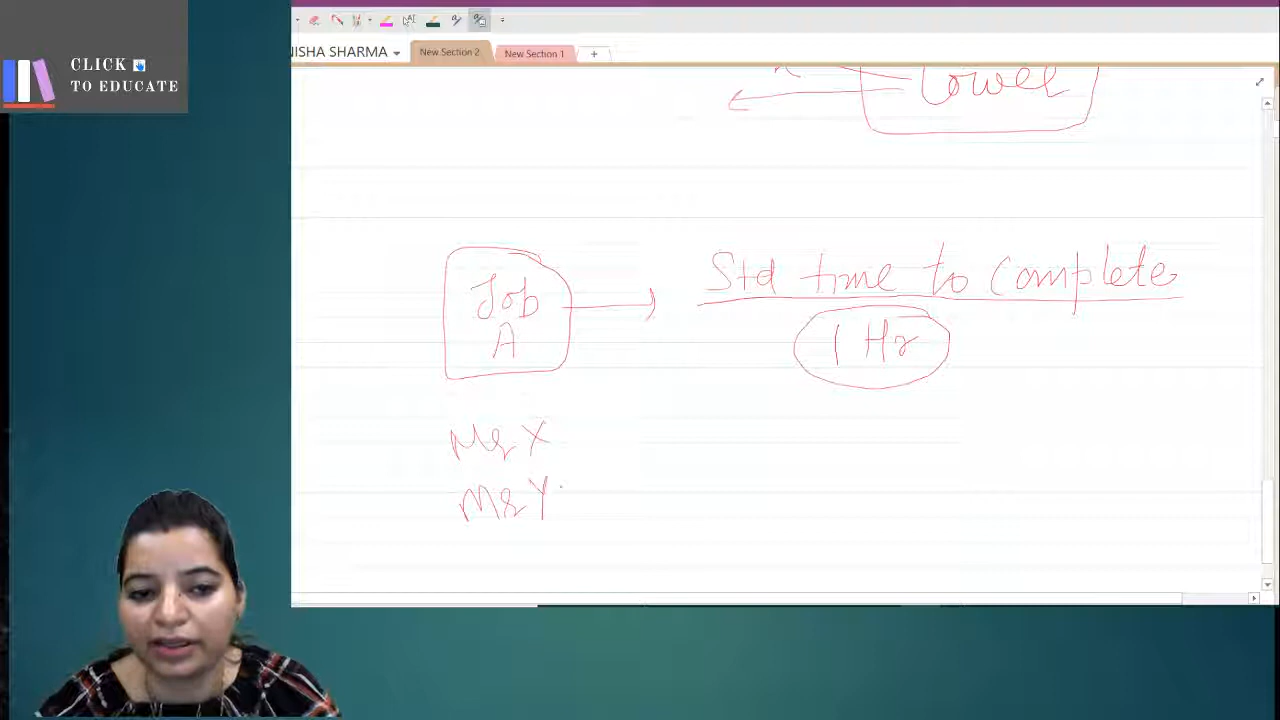 CLICK
TO EDUCATE
NISHA SHARMA
New Section 2
New Section 1
+
Lower
Job
A
Std time to Complete
1 Hr
Mr X
Mr Y